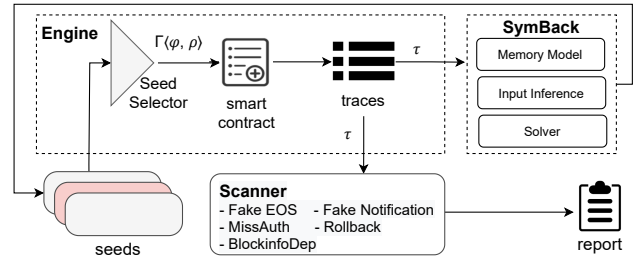 Engine
Γ⟨φ, ρ⟩
Seed
Selector
smart
contract
traces
τ
τ
SymBack
Memory Model
Input Inference
Solver
seeds
Scanner
- Fake EOS - Fake Notification
- MissAuth - Rollback
- BlockinfoDep
report